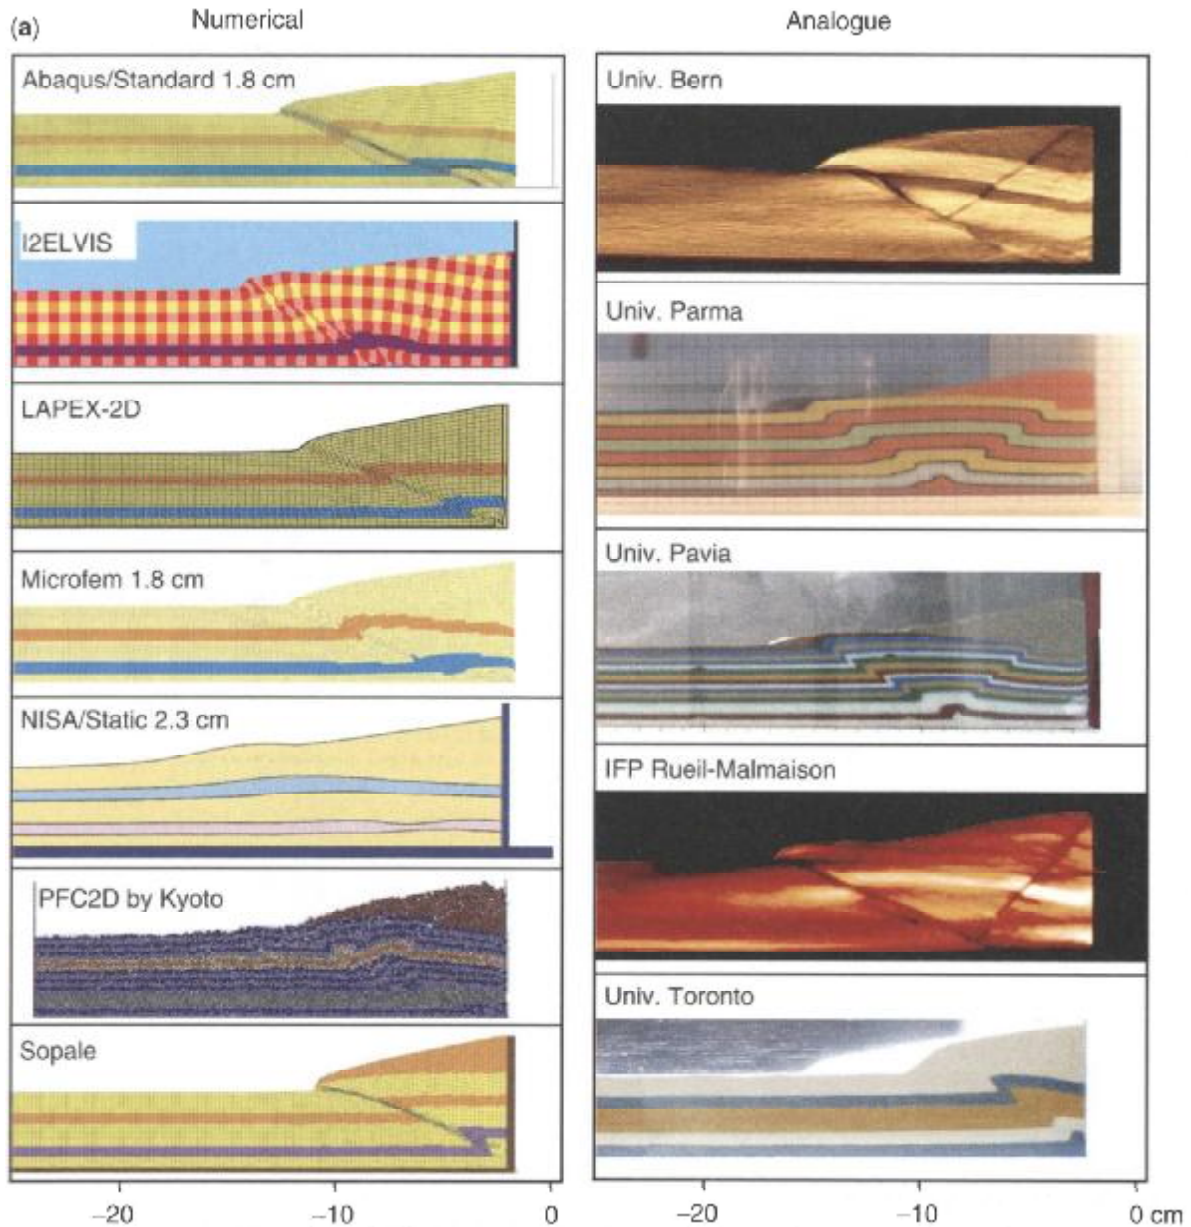 (a)
Numerical
Analogue
Abaqus/Standard 1.8 cm
I2ELVIS
LAPEX-2D
Microfem 1.8 cm
NISA/Static 2.3 cm
PFC2D by Kyoto
Sopale
−20
−10
0
Univ. Bern
Univ. Parma
Univ. Pavia
IFP Rueil-Malmaison
Univ. Toronto
−20
−10
0 cm